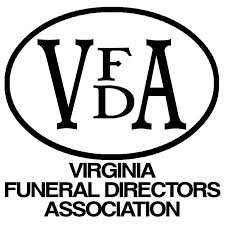 VFDA
VIRGINIA
FUNERAL DIRECTORS
ASSOCIATION